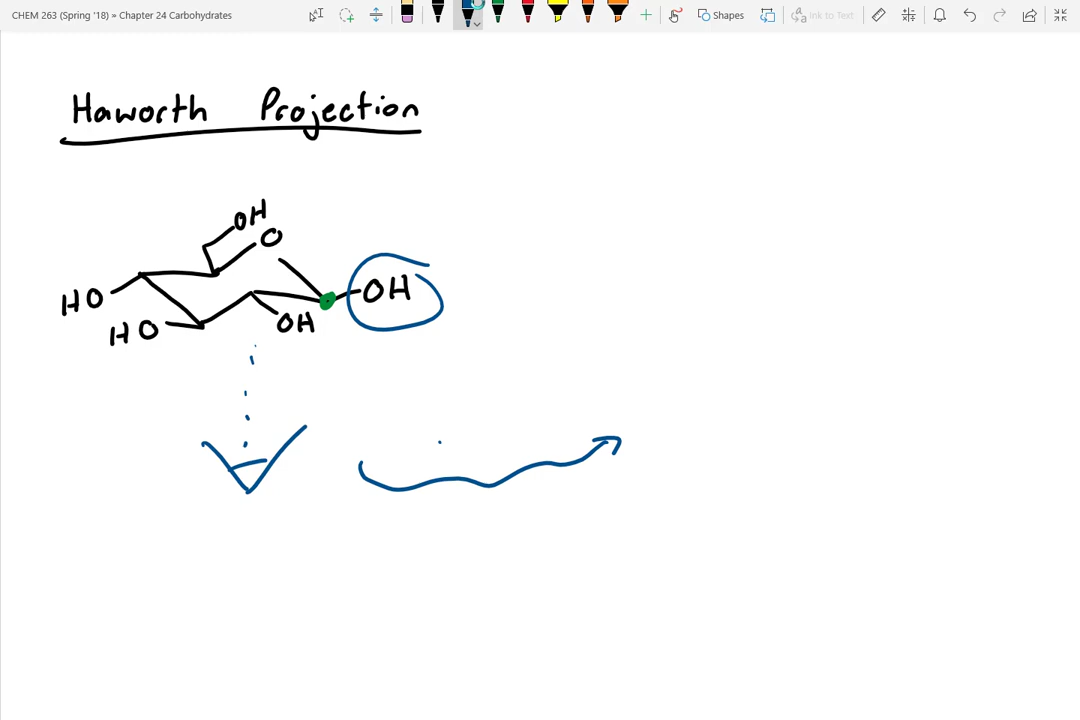 CHEM 263 (Spring '18) » Chapter 24 Carbohydrates
Shapes
Ink to Text
Haworth Projection
OH
O
HO
OH
HO
OH